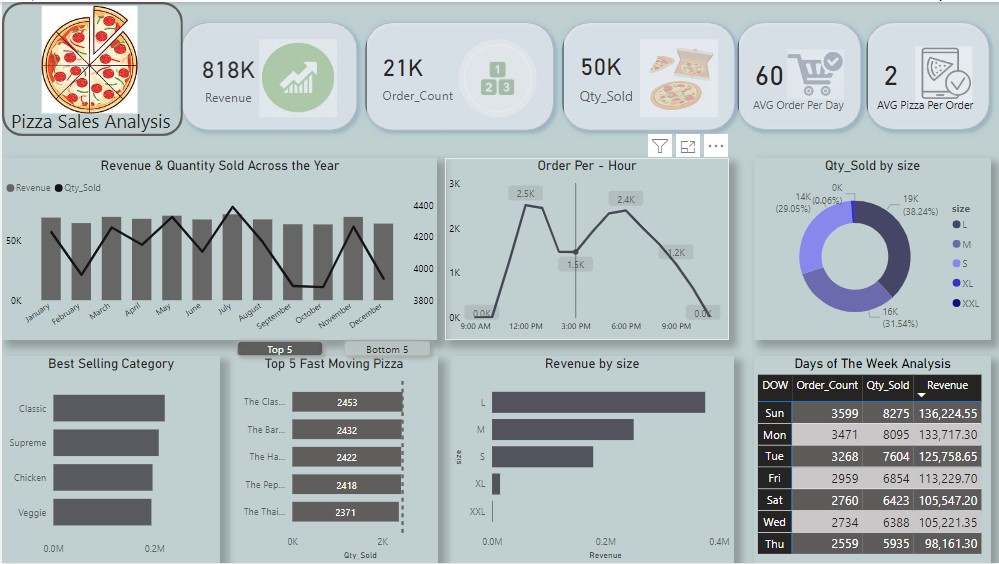 Pizza Sales Analysis
818K
Revenue
21K
Order_Count
1
2 3
50K
Qty_Sold
60
AVG Order Per Day
2
AVG Pizza Per Order
Revenue & Quantity Sold Across the Year
Revenue Qty_Sold
50K
0K
4400
4200
4000
3800
January February March April May June July August September October November December
Order Per - Hour
3K
2K
1K
0K
0.0K
2.5K
1.5K
2.4K
1.2K
0.0K
9:00 AM 12:00 PM 3:00 PM 6:00 PM 9:00 PM
Qty_Sold by size
0K
(0.06%)
14K
(29.05%)
19K
(38.24%)
16K
(31.54%)
size
L
M
S
XL
XXL
Best Selling Category
Classic
Supreme
Chicken
Veggie
0.0M 0.2M
Top 5 Bottom 5
Top 5 Fast Moving Pizza
The Clas... 2453
The Bar... 2432
The Ha... 2422
The Pep... 2418
The Thai... 2371
0K 2K
Qty_Sold
Revenue by size
size
L
M
S
XL
XXL
0.0M 0.2M 0.4M
Revenue
Days of The Week Analysis
DOW Order_Count Qty_Sold Revenue
Sun 3599 8275 136,224.55
Mon 3471 8095 133,717.30
Tue 3268 7604 125,758.65
Fri 2959 6854 113,229.70
Sat 2760 6423 105,547.20
Wed 2734 6388 105,221.35
Thu 2559 5935 98,161.30